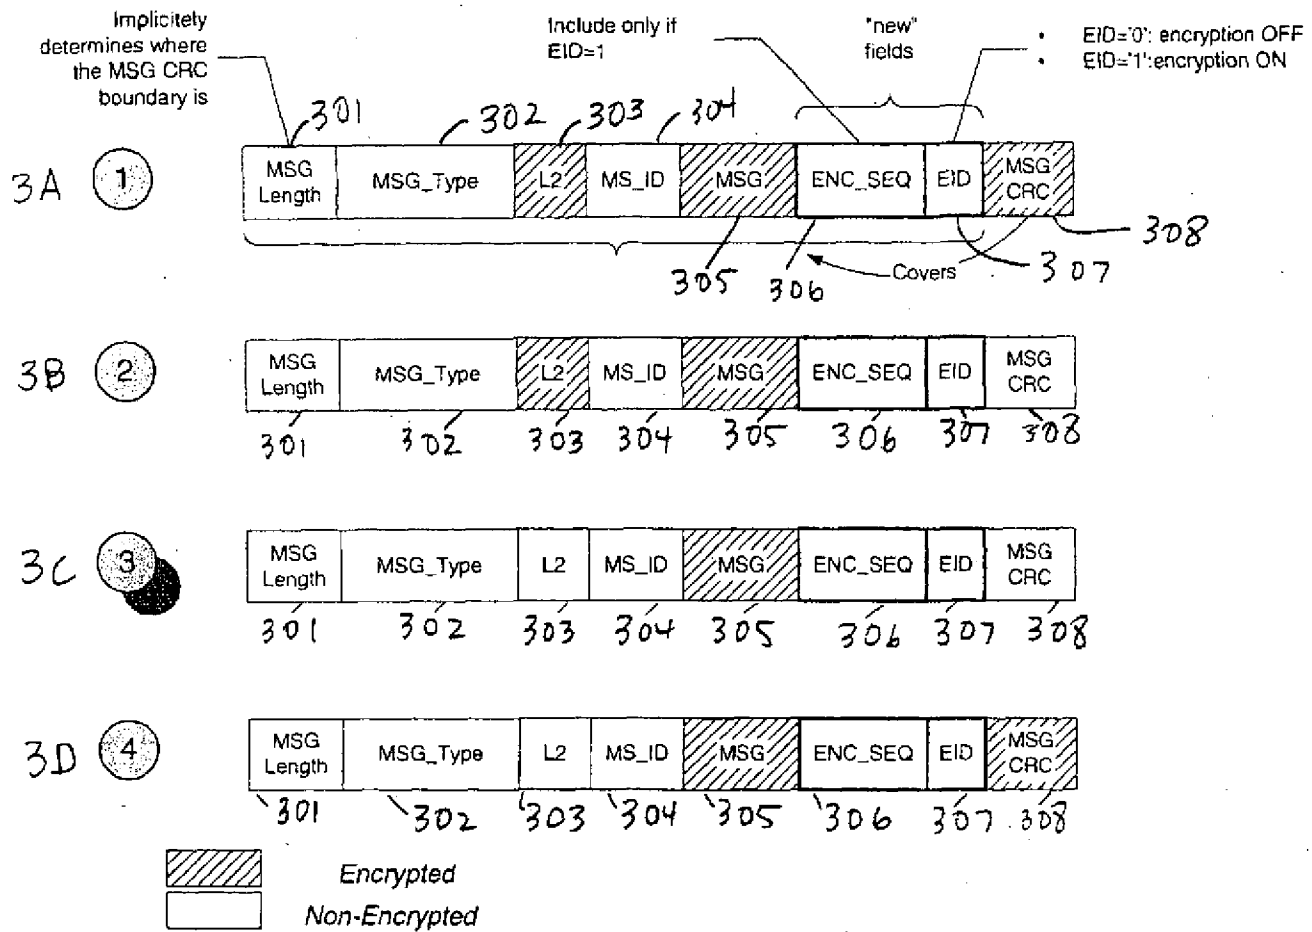 Implicitely
determines where
the MSG CRC
boundary is
Include only if
EID=1
"new"
fields
• EID='0': encryption OFF
• EID='1':encryption ON
301
302
303
304
3A
1
MSG
Length
MSG_Type
L2
MS_ID
MSG
ENC_SEQ
EID
MSG
CRC
305
306
Covers
307
308
3B
2
MSG
Length
MSG_Type
L2
MS_ID
MSG
ENC_SEQ
EID
MSG
CRC
301
302
303
304
305
306
307
308
3C
3
MSG
Length
MSG_Type
L2
MS_ID
MSG
ENC_SEQ
EID
MSG
CRC
301
302
303
304
305
306
307
308
3D
4
MSG
Length
MSG_Type
L2
MS_ID
MSG
ENC_SEQ
EID
MSG
CRC
301
302
303
304
305
306
307
308
Encrypted
Non-Encrypted